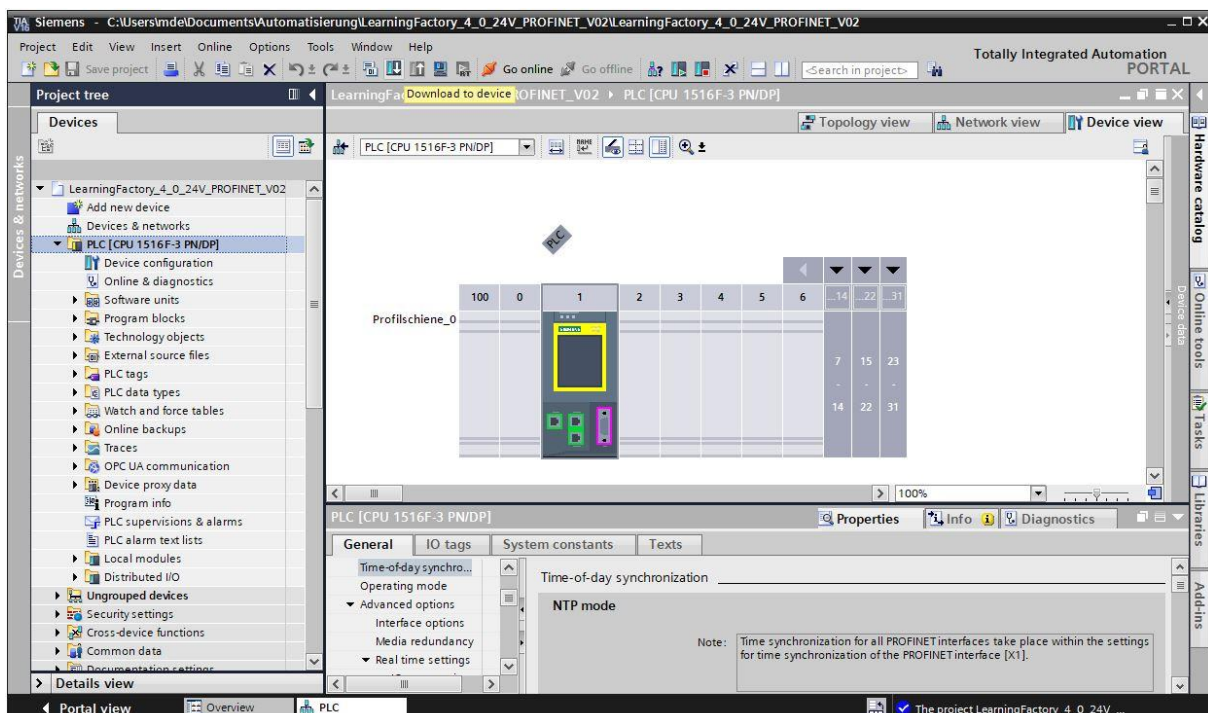 TIA V16 Siemens - C:\Users\mde\Documents\Automatisierung\LearningFactory_4_0_24V_PROFINET_V02\LearningFactory_4_0_24V_PROFINET_V02
Project Edit View Insert Online Options Tools Window Help
Totally Integrated Automation
PORTAL
Save project Go online Go offline <Search in project>
Project tree
LearningFa OFINET_V02 PLC [CPU 1516F-3 PN/DP]
Download to device
Devices
Topology view Network view Device view
PLC [CPU 1516F-3 PN/DP]
LearningFactory_4_0_24V_PROFINET_V02
Add new device
Devices & networks
PLC [CPU 1516F-3 PN/DP]
Device configuration
Online & diagnostics
Software units
Program blocks
Technology objects
External source files
PLC tags
PLC data types
Watch and force tables
Online backups
Traces
OPC UA communication
Device proxy data
Program info
PLC supervisions & alarms
PLC alarm text lists
Local modules
Distributed I/O
Ungrouped devices
Security settings
Cross-device functions
Common data
Documentation settings
Details view
Devices & networks
PLC
100 0 1 2 3 4 5 6 ...14 ...22 ...31
Profilschiene_0
SIEMENS
7 15 23
- - -
14 22 31
100%
Device data
Hardware catalog
Online tools
Tasks
Libraries
Add-ins
PLC [CPU 1516F-3 PN/DP]
Properties Info Diagnostics
General IO tags System constants Texts
Time-of-day synchro...
Operating mode
Advanced options
Interface options
Media redundancy
Real time settings
Time-of-day synchronization
NTP mode
Note: Time synchronization for all PROFINET interfaces take place within the settings
for time synchronization of the PROFINET interface [X1].
Portal view Overview PLC The project LearningFactory_4_0_24V_...